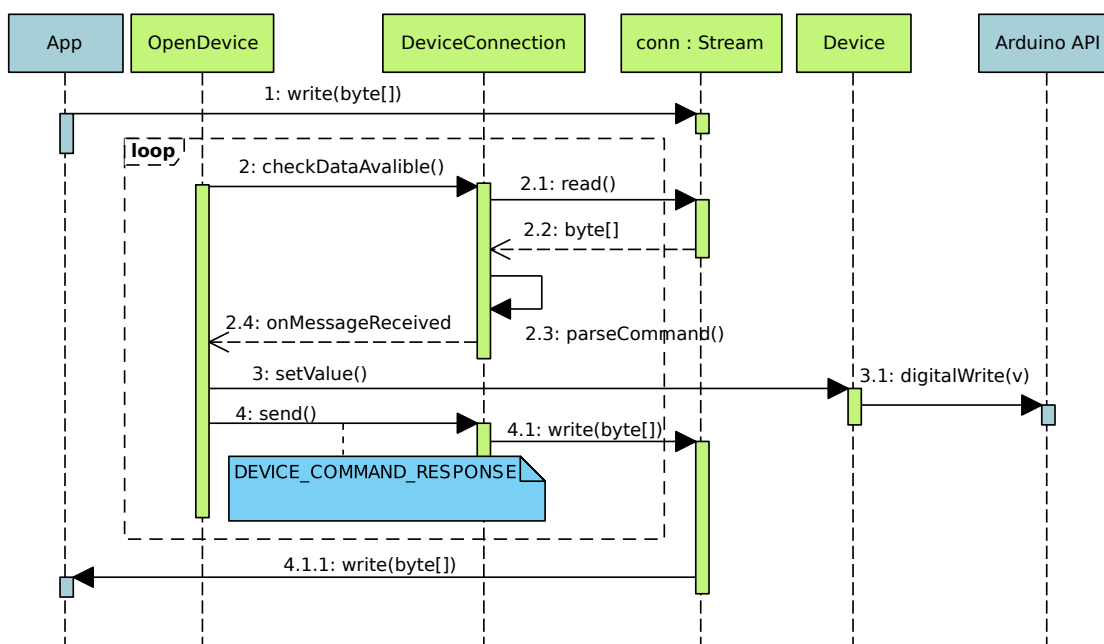 App
OpenDevice
DeviceConnection
conn : Stream
Device
Arduino API
1: write(byte[])
loop
2: checkDataAvalible()
2.1: read()
2.2: byte[]
2.4: onMessageReceived
2.3: parseCommand()
3: setValue()
3.1: digitalWrite(v)
4: send()
4.1: write(byte[])
DEVICE_COMMAND_RESPONSE
4.1.1: write(byte[])